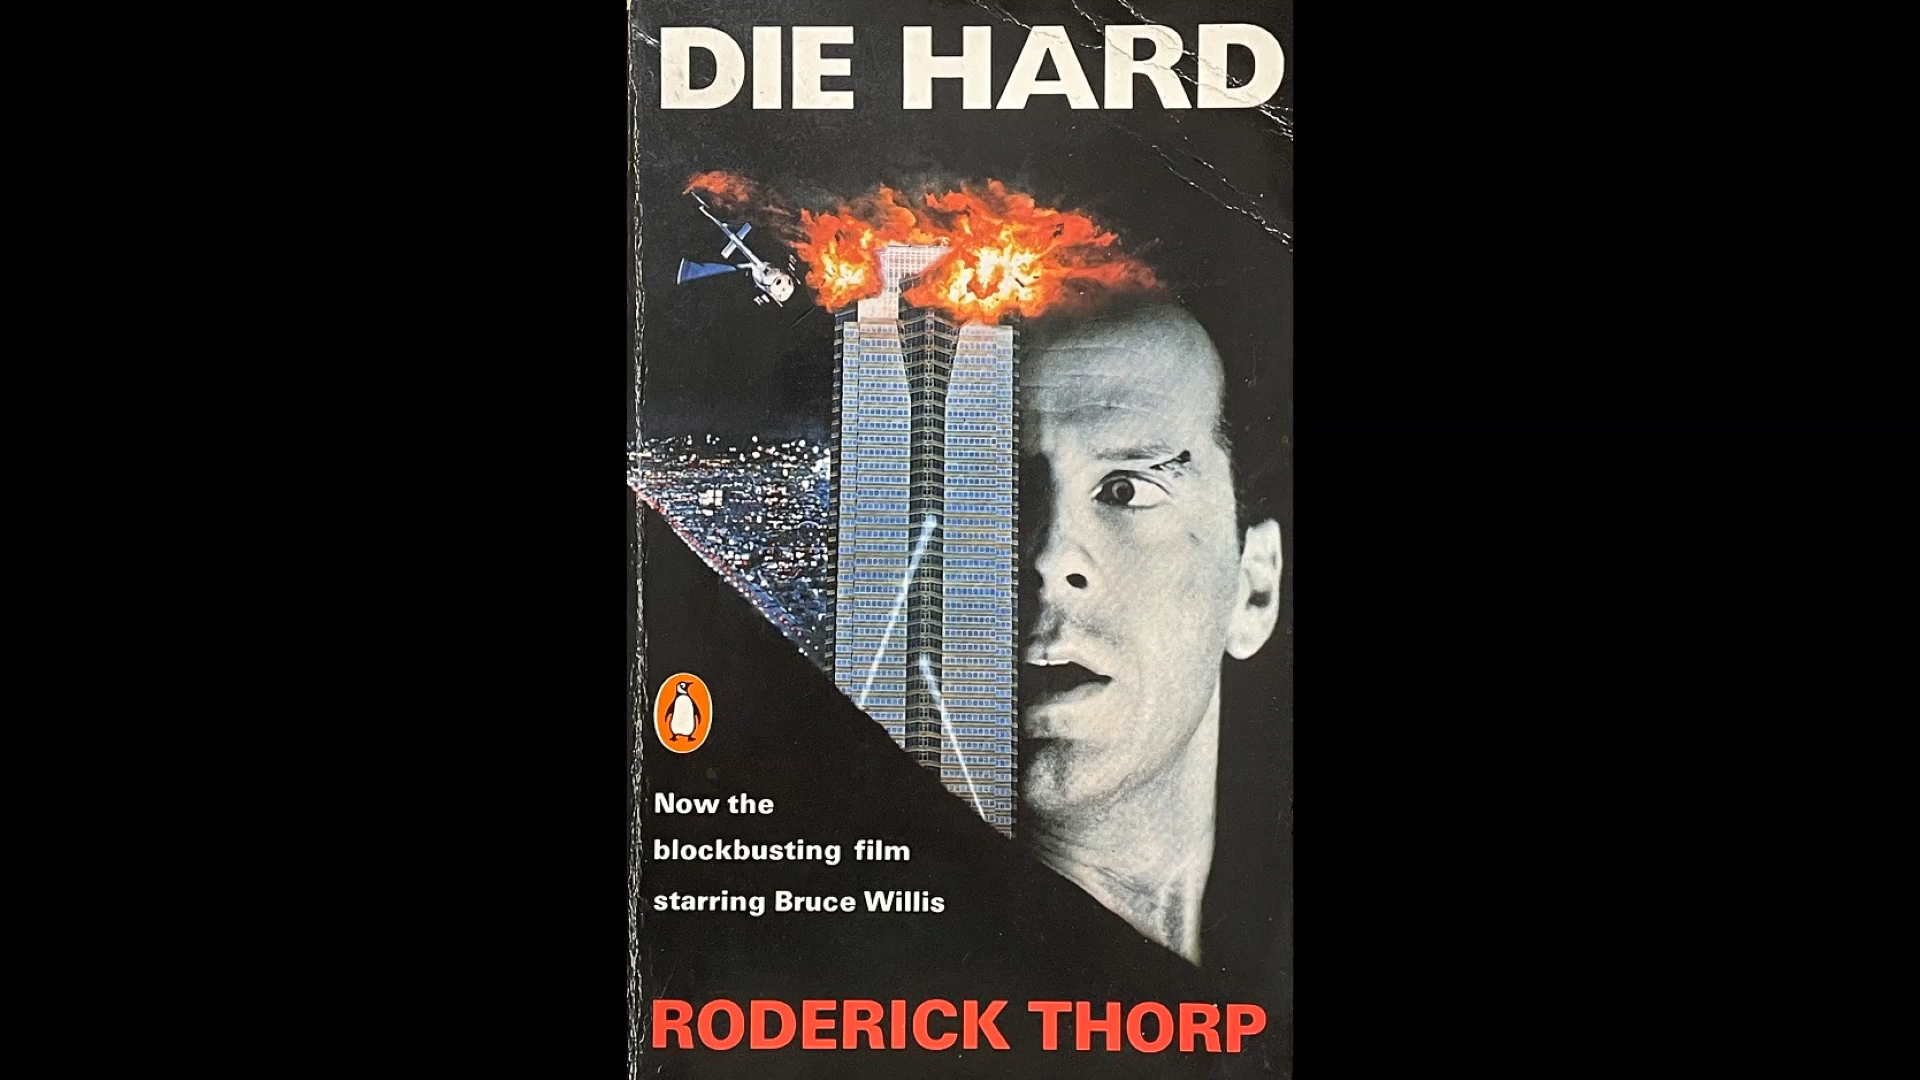 DIE HARD
Now the
blockbusting film
starring Bruce Willis
RODERICK THORP